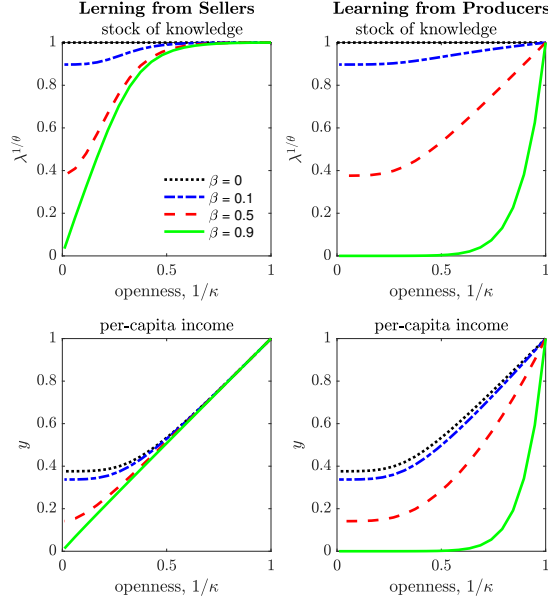 Lerning from Sellers
stock of knowledge
1
0.8
0.6
0.4
0.2
0
λ^{1/θ}
β = 0
β = 0.1
β = 0.5
β = 0.9
0 0.5 1
openness, 1/κ
Learning from Producers
stock of knowledge
1
0.8
0.6
0.4
0.2
0
0 0.5 1
openness, 1/κ
per-capita income
1
0.8
0.6
0.4
0.2
0
y
0 0.5 1
openness, 1/κ
per-capita income
1
0.8
0.6
0.4
0.2
0
y
0 0.5 1
openness, 1/κ